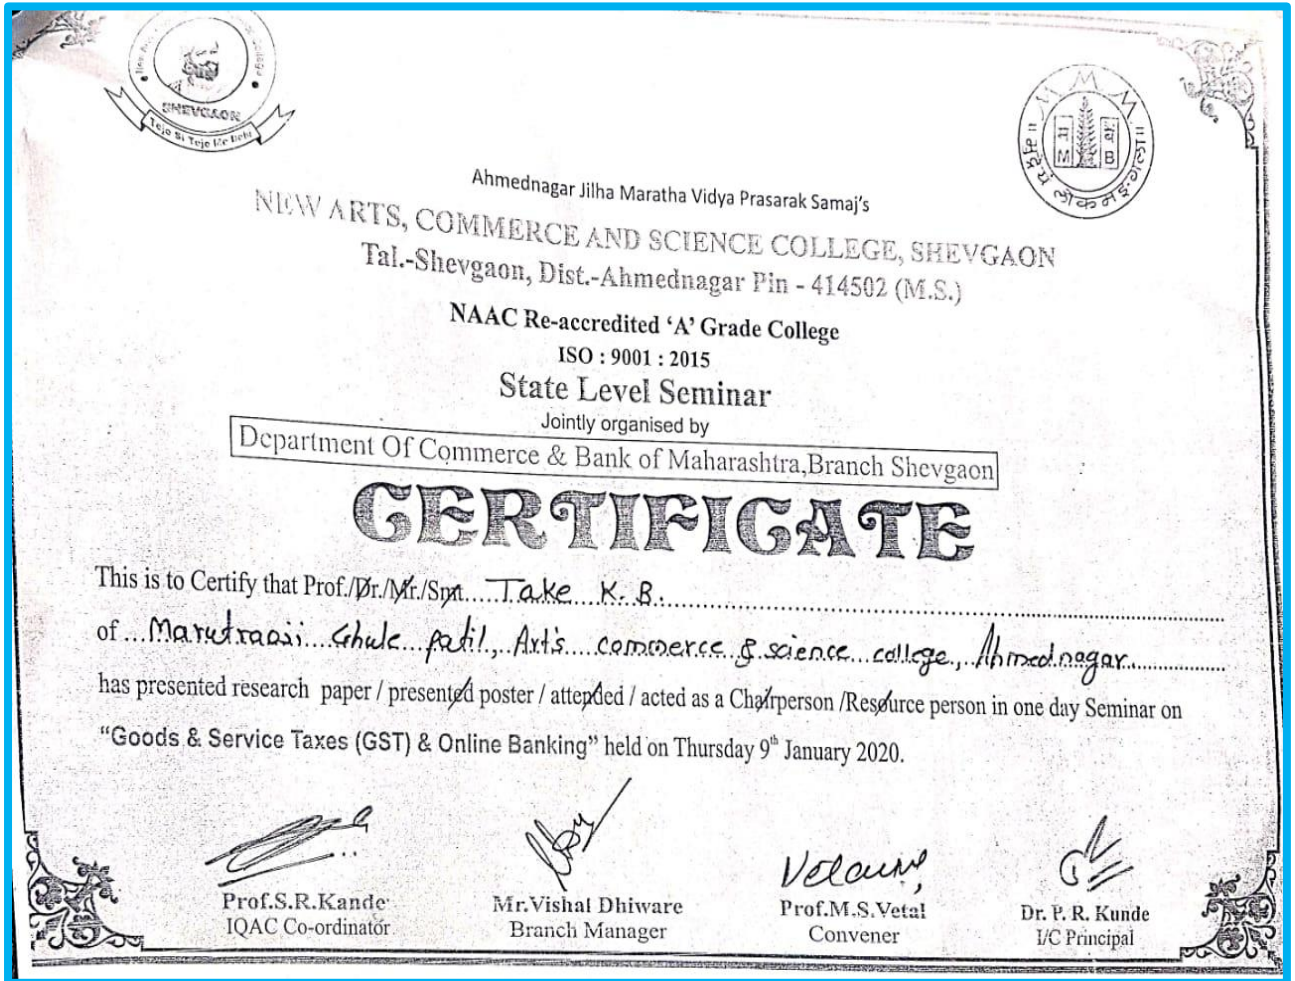 SHEVGAON
Tejo Si Tejo Me Dehi
M B
Ahmednagar Jilha Maratha Vidya Prasarak Samaj's
NEW ARTS, COMMERCE AND SCIENCE COLLEGE, SHEVGAON
Tal.-Shevgaon, Dist.-Ahmednagar Pin - 414502 (M.S.)
NAAC Re-accredited 'A' Grade College
ISO : 9001 : 2015
State Level Seminar
Jointly organised by
Department Of Commerce & Bank of Maharashtra,Branch Shevgaon
CERTIFICATE
This is to Certify that Prof./Dr./Mr./Smt....Take K. B.
of ...Marutraoji...Ghule...patil,..Art's....commerce..&.science...college,..Ahmednagar
has presented research paper / presented poster / attended / acted as a Chairperson /Resource person in one day Seminar on
"Goods & Service Taxes (GST) & Online Banking" held on Thursday 9th January 2020.
Prof.S.R.Kande
IQAC Co-ordinator
Mr.Vishal Dhiware
Branch Manager
Prof.M.S.Vetal
Convener
Dr. P. R. Kunde
I/C Principal